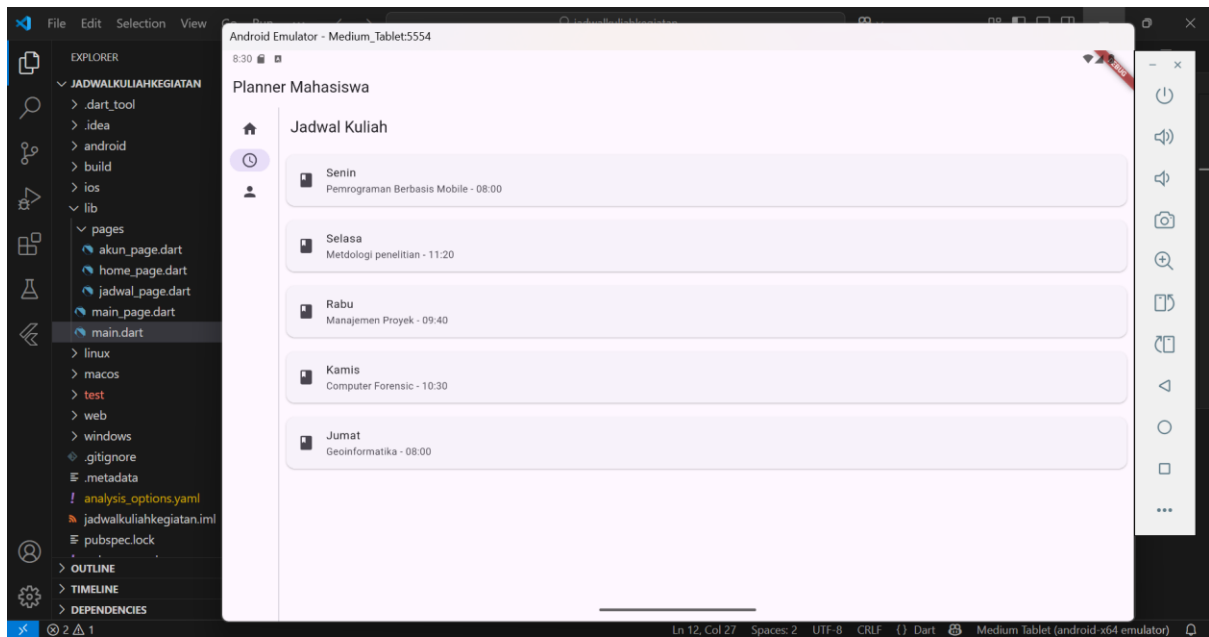 File Edit Selection View Go Run
jadwalkuliahkegiatan
EXPLORER
JADWALKULIAHKEGIATAN
.dart_tool
.idea
android
build
ios
lib
pages
akun_page.dart
home_page.dart
jadwal_page.dart
main_page.dart
main.dart
linux
macos
test
web
windows
.gitignore
.metadata
analysis_options.yaml
jadwalkuliahkegiatan.iml
pubspec.lock
OUTLINE
TIMELINE
DEPENDENCIES
Android Emulator - Medium_Tablet:5554
8:30
DEBUG
Planner Mahasiswa
Jadwal Kuliah
Senin
Pemrograman Berbasis Mobile - 08:00
Selasa
Metdologi penelitian - 11:20
Rabu
Manajemen Proyek - 09:40
Kamis
Computer Forensic - 10:30
Jumat
Geoinformatika - 08:00
2 1 Ln 12, Col 27 Spaces: 2 UTF-8 CRLF {} Dart Medium Tablet (android-x64 emulator)